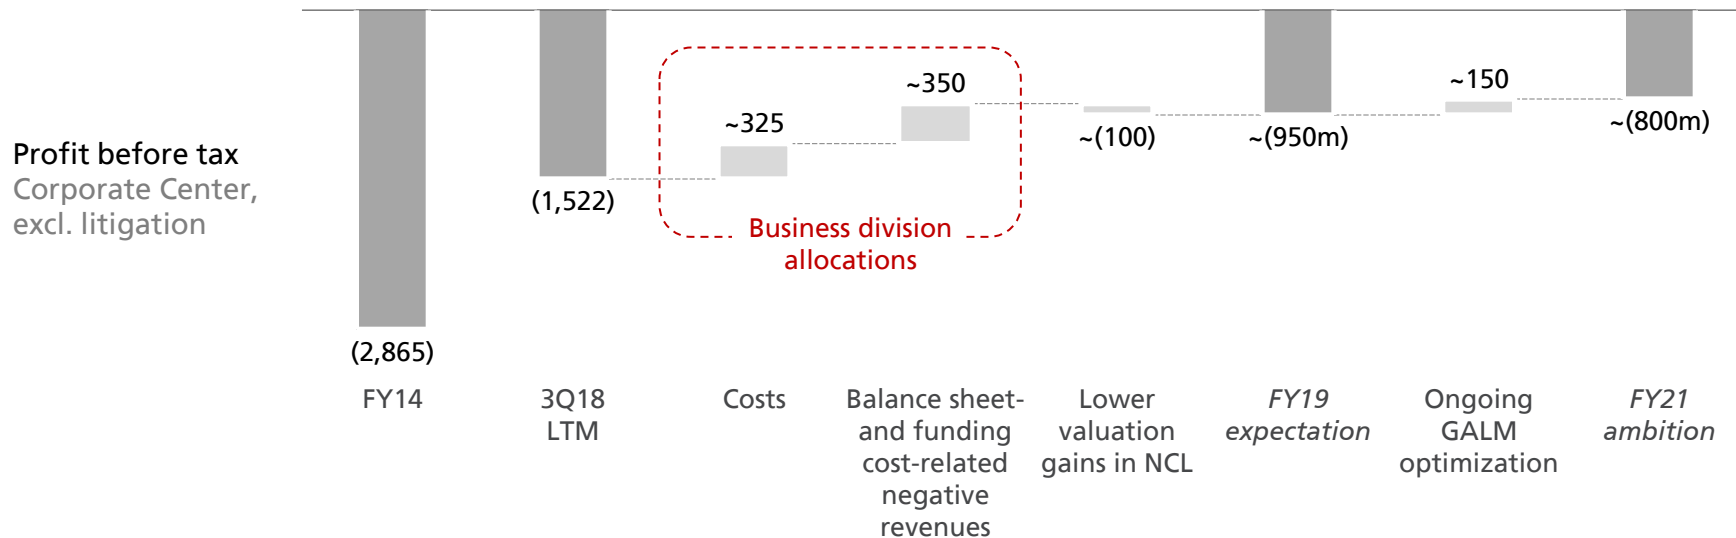 Profit before tax
Corporate Center,
excl. litigation
(2,865)
(1,522)
~325
~350
~(100)
~(950m)
~150
~(800m)
Business division
allocations
FY14
3Q18
LTM
Costs
Balance sheet-
and funding
cost-related
negative
revenues
Lower
valuation
gains in NCL
FY19
expectation
Ongoing
GALM
optimization
FY21
ambition